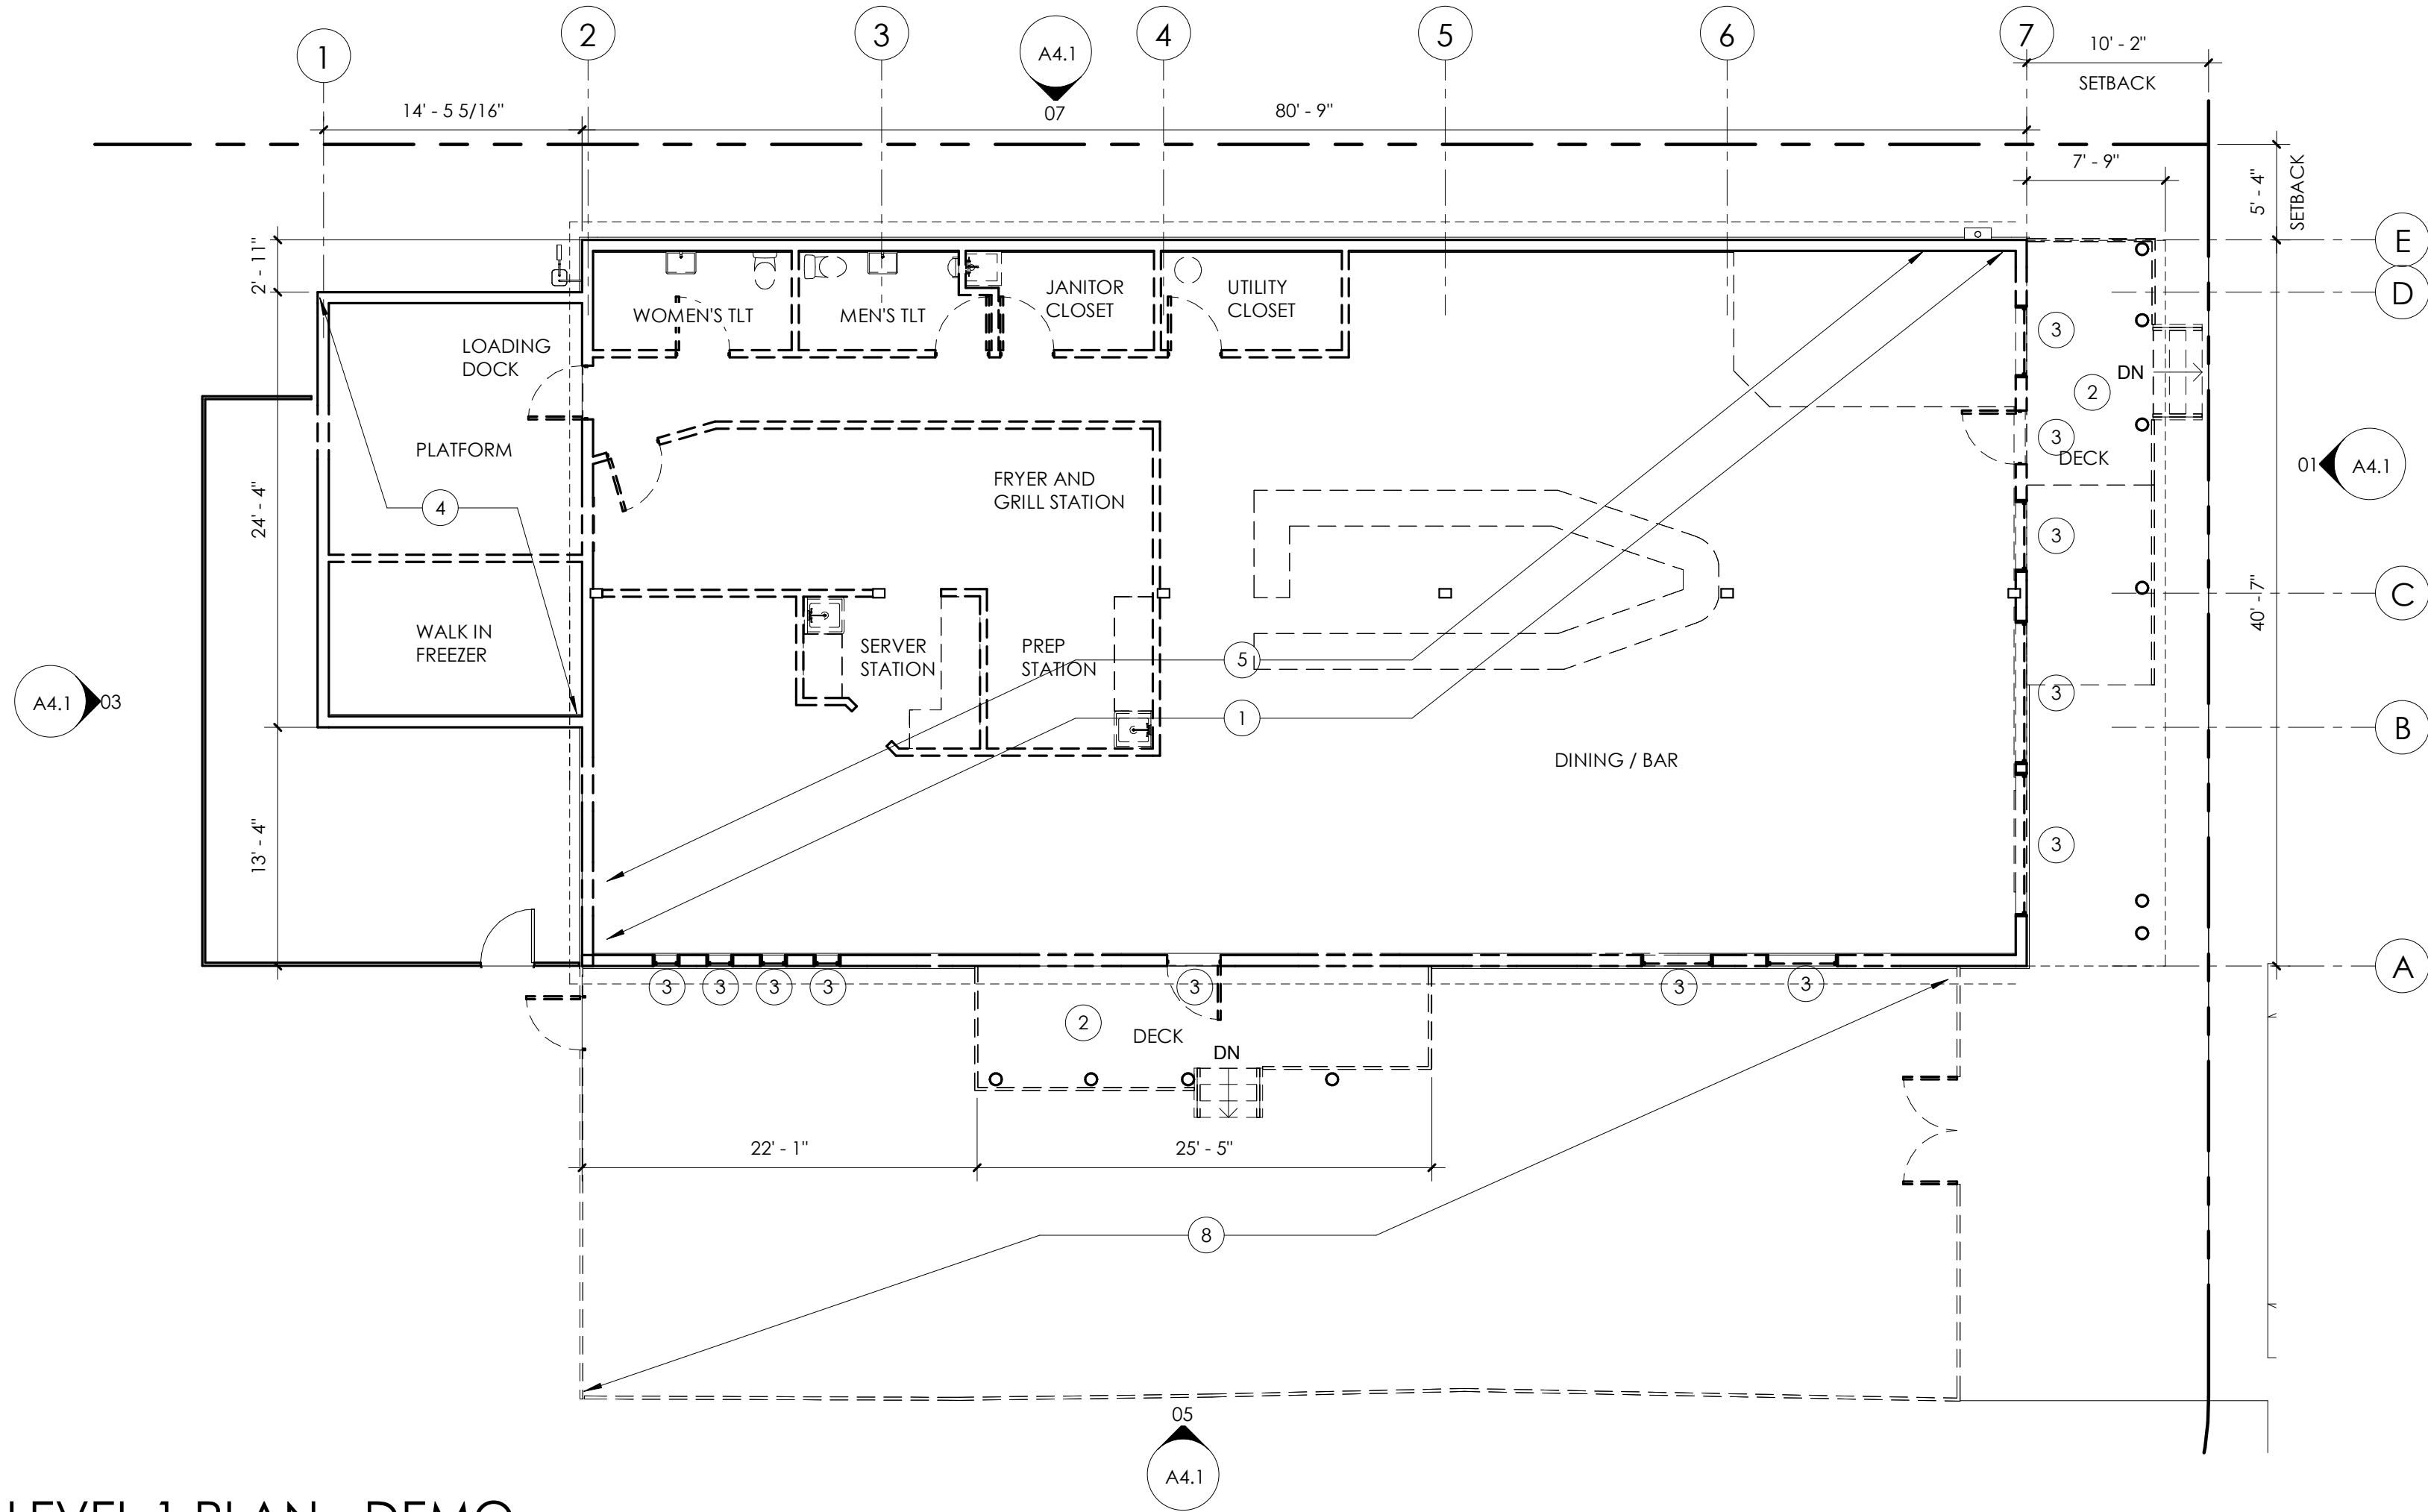 1
2
3
4
5
6
7
A4.1
07
10' - 2"
SETBACK
14' - 5 5/16"
80' - 9"
7' - 9"
5' - 4"
SETBACK
2' - 11"
E
D
WOMEN'S TLT
MEN'S TLT
JANITOR
CLOSET
UTILITY
CLOSET
LOADING
DOCK
3
DN
2
3
DECK
PLATFORM
FRYER AND
GRILL STATION
01
A4.1
4
24' - 4"
3
C
40' - 7"
WALK IN
FREEZER
SERVER
STATION
PREP
STATION
5
A4.1
03
1
3
B
DINING / BAR
13' - 4"
3
A
3
3
3
3
3
3
3
2
DECK
DN
22' - 1"
25' - 5"
8
05
A4.1
LEVEL 1 PLAN - DEMO